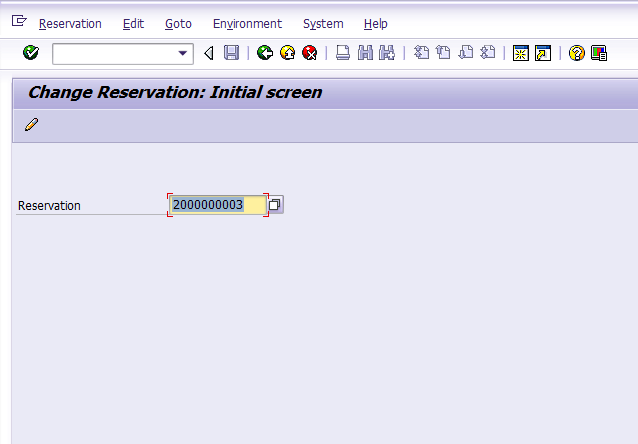 Reservation Edit Goto Environment System Help
Change Reservation: Initial screen
Reservation 2000000003